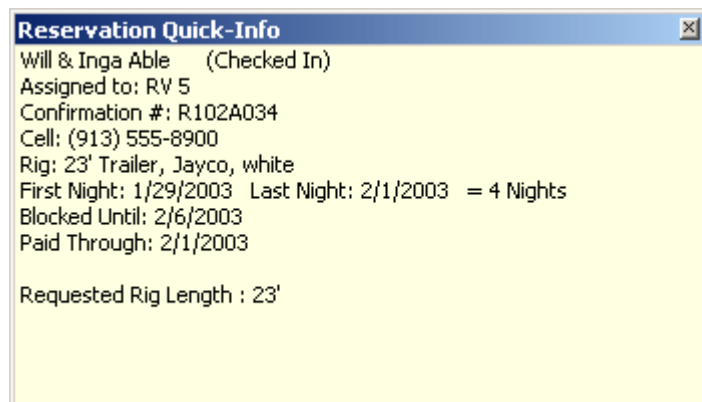 Reservation Quick-Info
Will & Inga Able (Checked In)
Assigned to: RV 5
Confirmation #: R102A034
Cell: (913) 555-8900
Rig: 23' Trailer, Jayco, white
First Night: 1/29/2003 Last Night: 2/1/2003 = 4 Nights
Blocked Until: 2/6/2003
Paid Through: 2/1/2003
Requested Rig Length : 23'